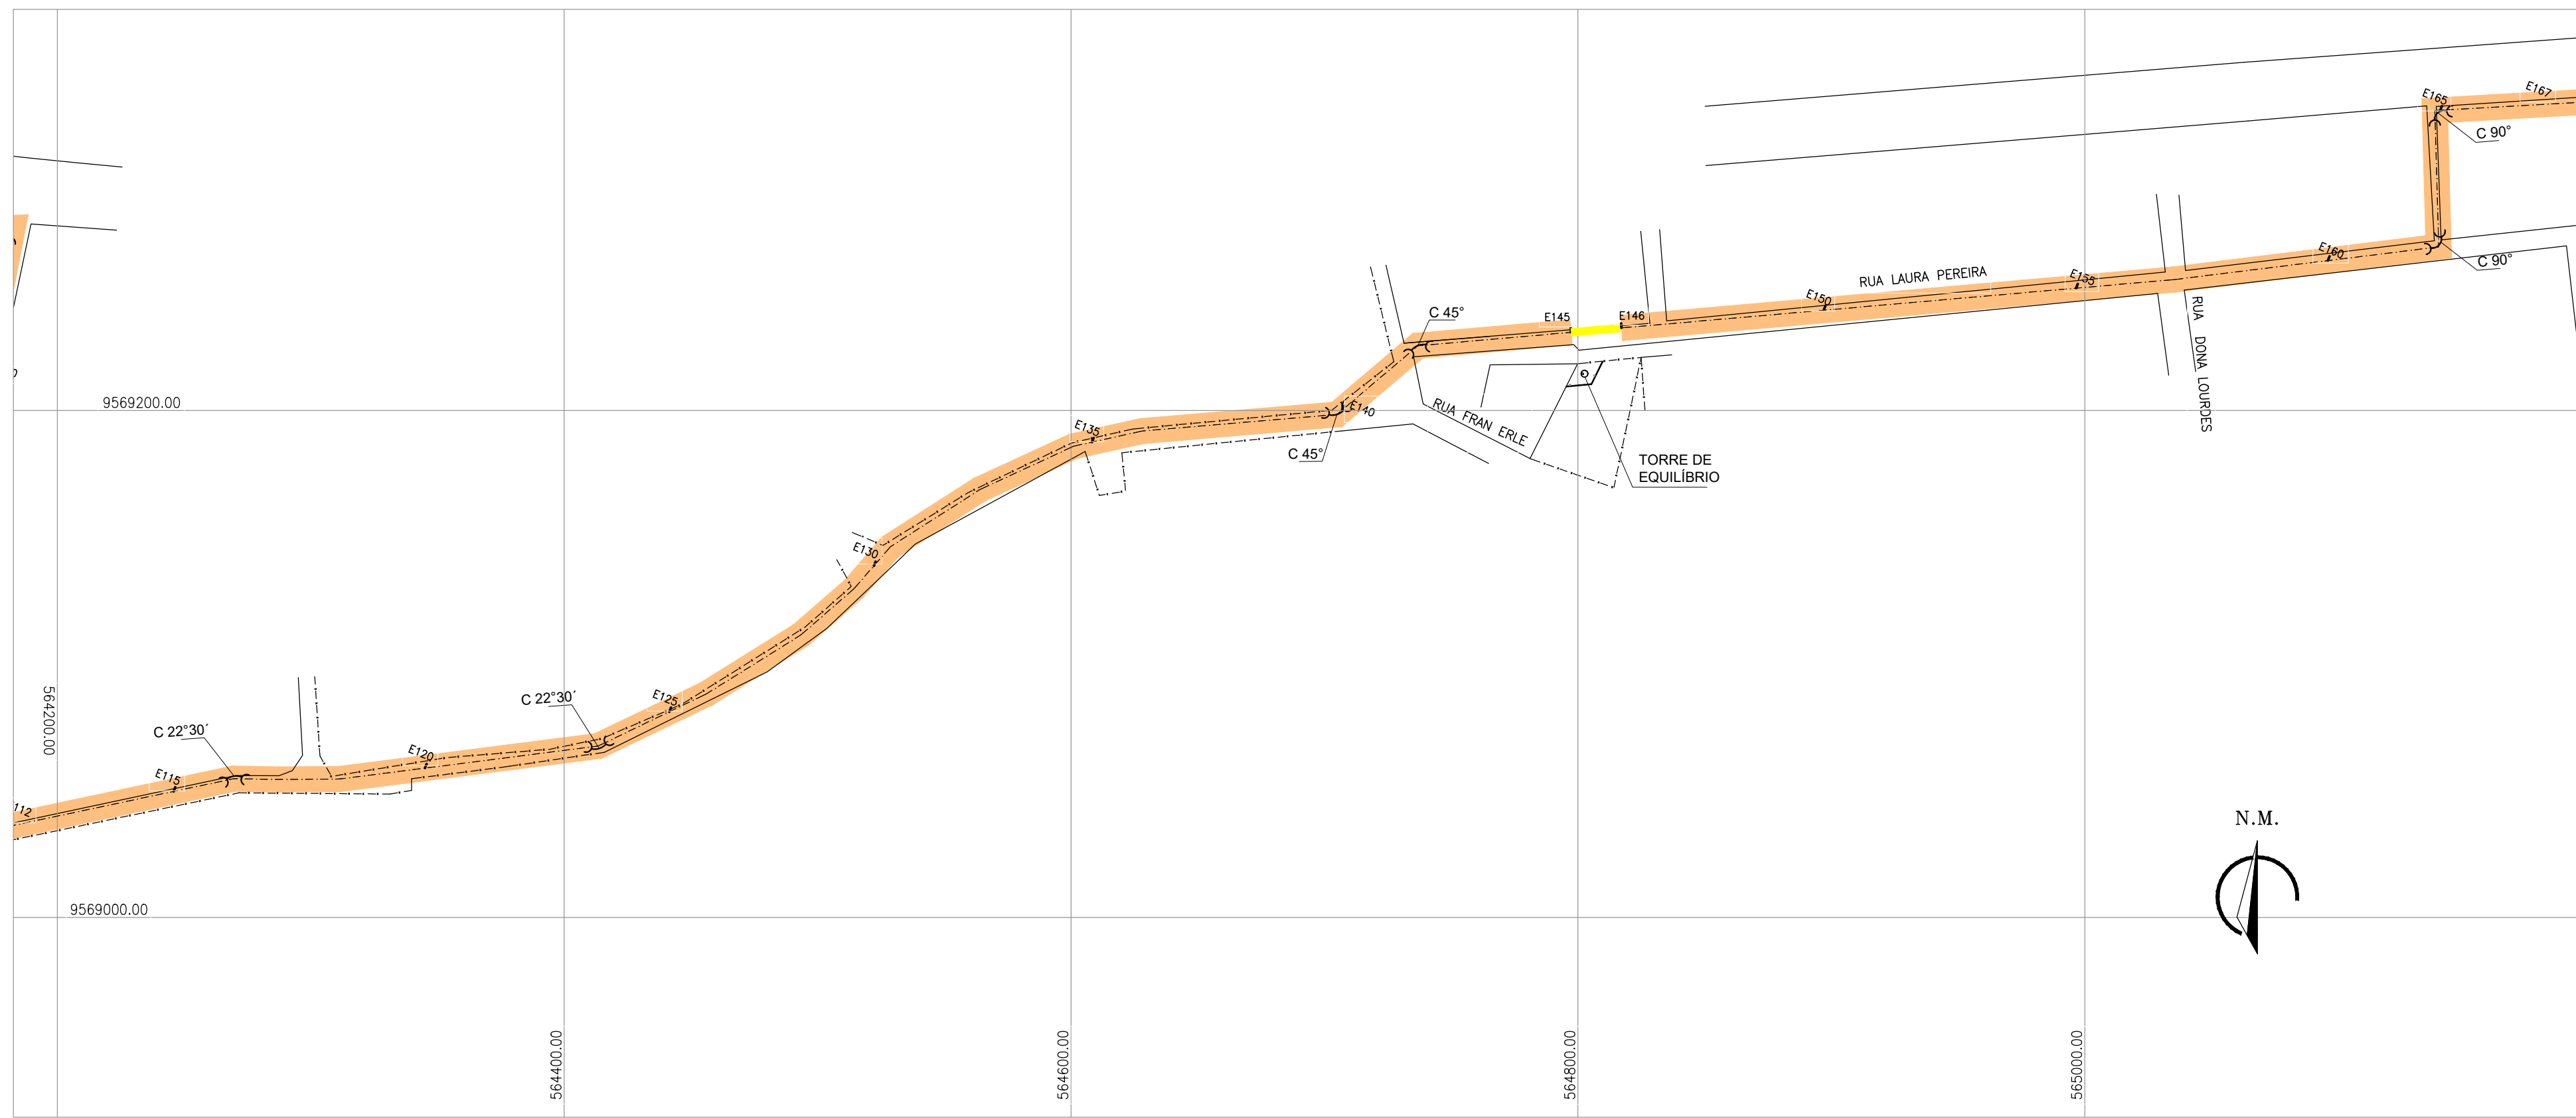 E165
E167
C 90°
E160
C 90°
RUA LAURA PEREIRA
E155
E150
RUA DONA LOURDES
C 45°
E145
E146
9569200.00
E135
E140
RUA FRAN ERLE
C 45°
TORRE DE
EQUILÍBRIO
E130
C 22°30´
E125
564200.00
C 22°30´
E120
E115
112
N.M.
9569000.00
564400.00
564600.00
564800.00
565000.00